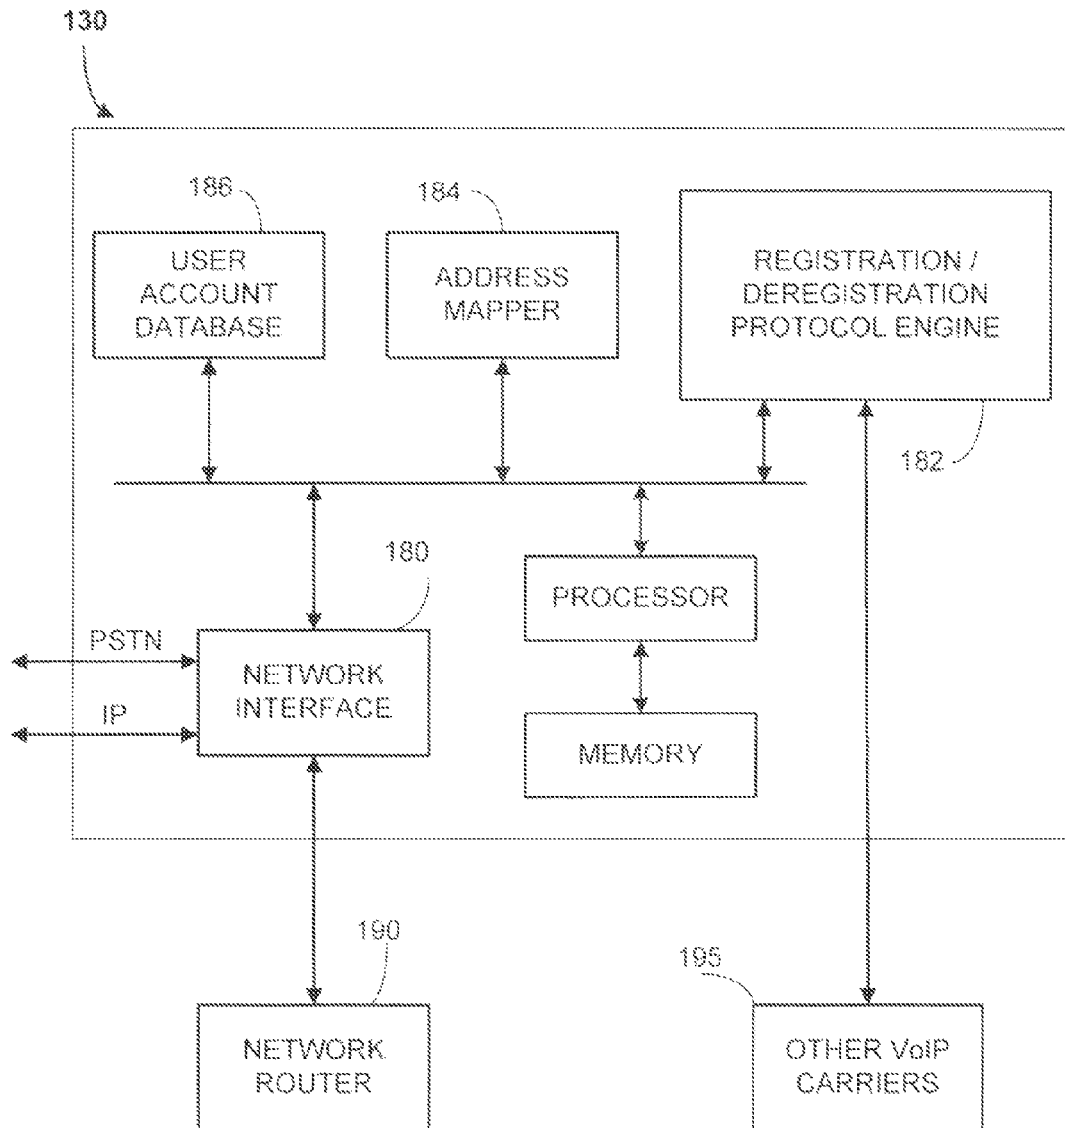 130
186
184
USER
ACCOUNT
DATABASE
ADDRESS
MAPPER
REGISTRATION /
DEREGISTRATION
PROTOCOL ENGINE
182
180
PROCESSOR
PSTN
NETWORK
INTERFACE
IP
MEMORY
190
195
NETWORK
ROUTER
OTHER VoIP
CARRIERS